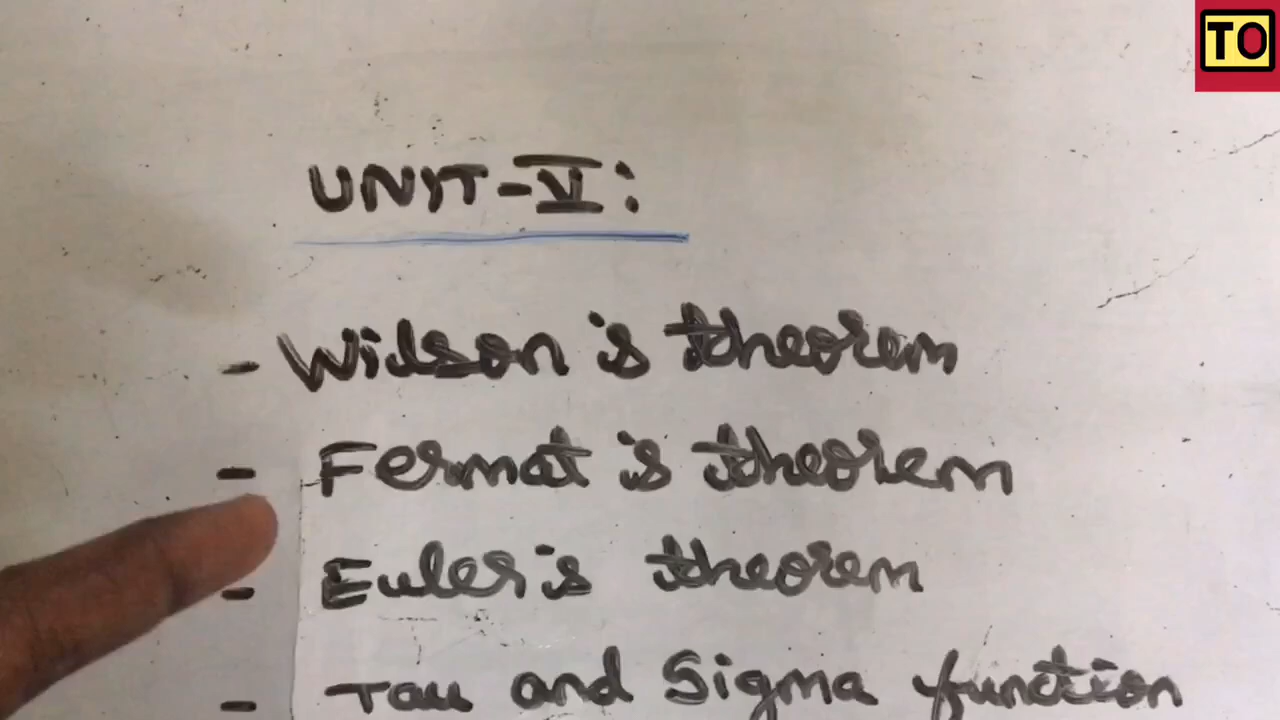 TO
UNIT-V:
- Wilson's theorem
- Fermat's theorem
- Euler's theorem
- Tau and Sigma function